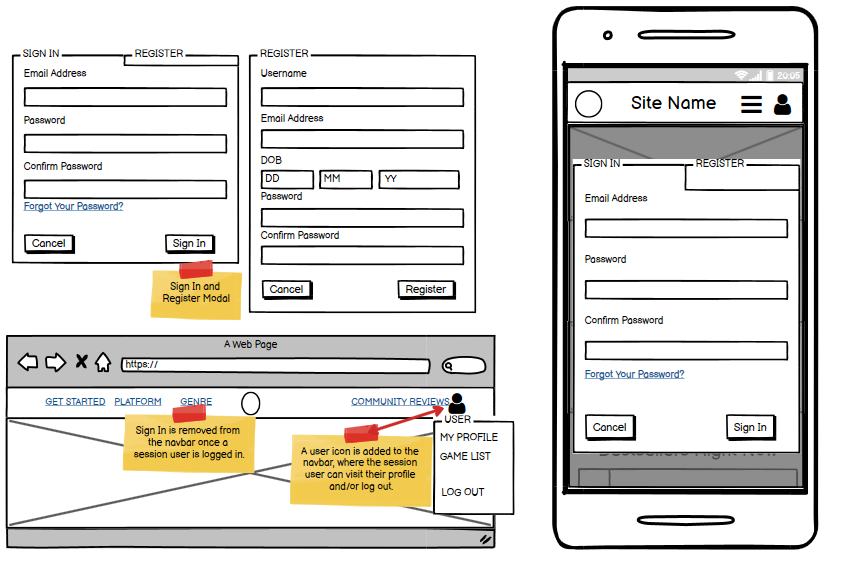 SIGN IN
REGISTER
Email Address
Password
Confirm Password
Forgot Your Password?
Cancel
Sign In
Sign In and
Register Modal
REGISTER
Username
Email Address
DOB
DD
MM
YY
Password
Confirm Password
Cancel
Register
A Web Page
https://
GET STARTED
PLATFORM
GENRE
COMMUNITY REVIEWS
Sign In is removed from
the navbar once a
session user is logged in.
A user icon is added to the
navbar, where the session
user can visit their profile
and/or log out.
USER
MY PROFILE
GAME LIST
LOG OUT
20:05
Site Name
SIGN IN
REGISTER
Email Address
Password
Confirm Password
Forgot Your Password?
Cancel
Sign In
Bestsellers Right Now